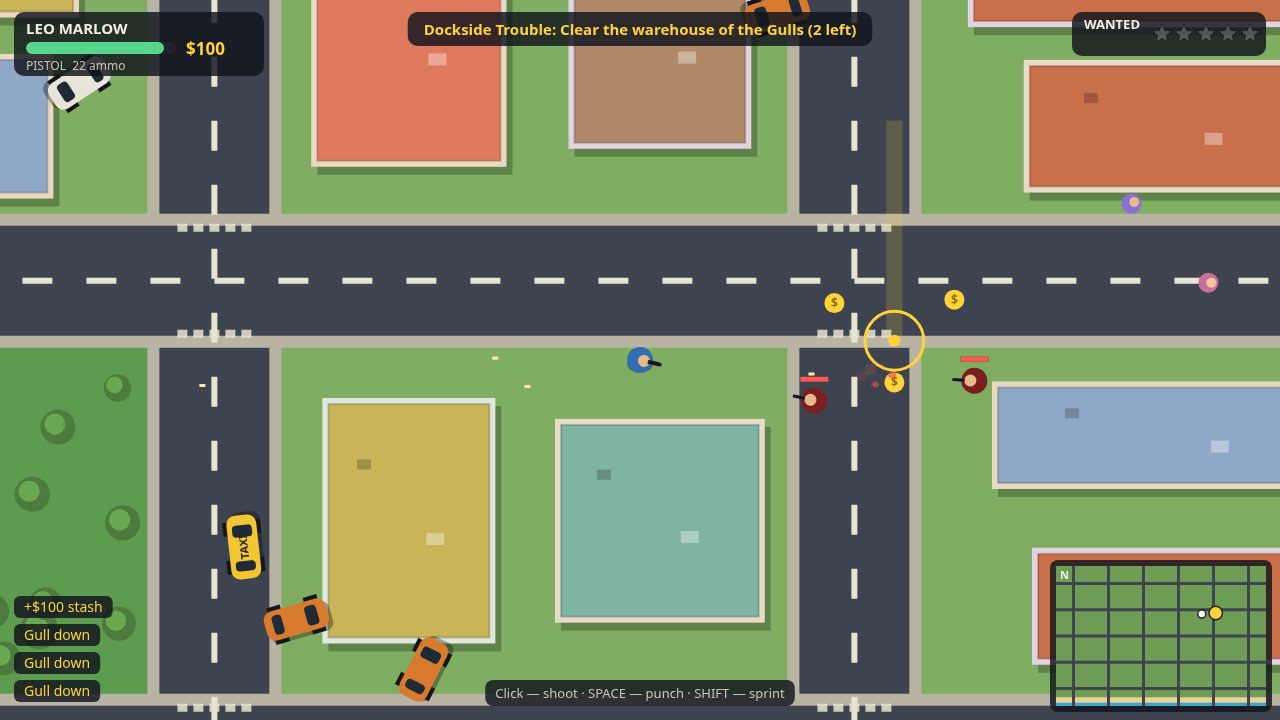 LEO MARLOW
$100
PISTOL 22 ammo
Dockside Trouble: Clear the warehouse of the Gulls (2 left)
WANTED
$
$
$
TAXI
+$100 stash
Gull down
Gull down
Gull down
Click — shoot · SPACE — punch · SHIFT — sprint
N